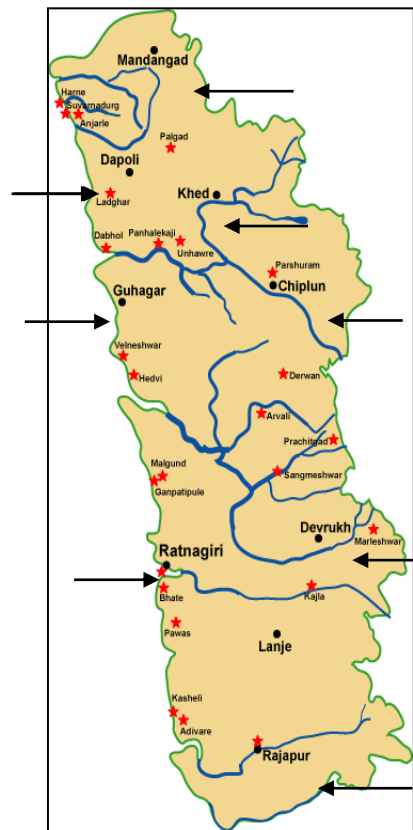 Mandangad
Harne
Suvarnadurg
Anjarle
Palgad
Dapoli
Khed
Ladghar
Panhalekaji
Dabhol
Unhawre
Parshuram
Chiplun
Guhagar
Velneshwar
Hedvi
Derwan
Arvali
Prachitgad
Malgund
Sangmeshwar
Ganpatipule
Devrukh
Marleshwar
Ratnagiri
Bhate
Kajla
Pawas
Lanje
Kasheli
Adivare
Rajapur